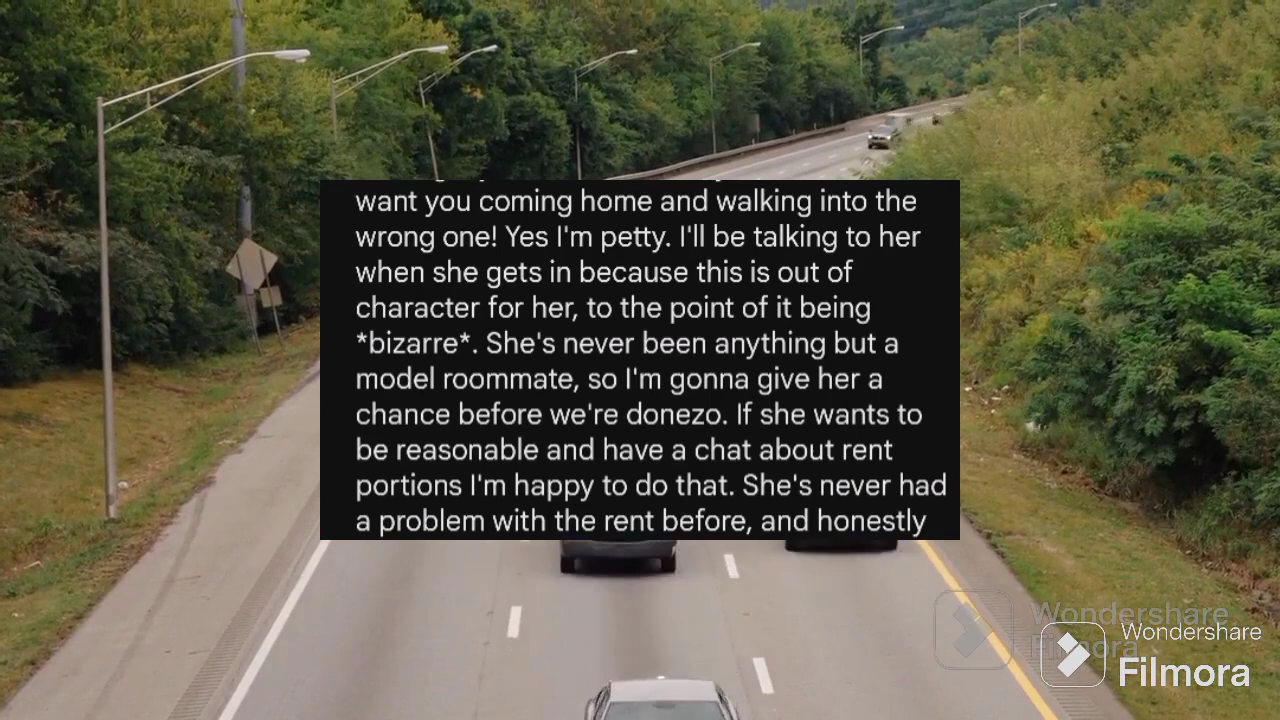 want you coming home and walking into the
wrong one! Yes I'm petty. I'll be talking to her
when she gets in because this is out of
character for her, to the point of it being
*bizarre*. She's never been anything but a
model roommate, so I'm gonna give her a
chance before we're donezo. If she wants to
be reasonable and have a chat about rent
portions I'm happy to do that. She's never had
a problem with the rent before, and honestly
Wondershare
Filmora
Wondershare
Filmora